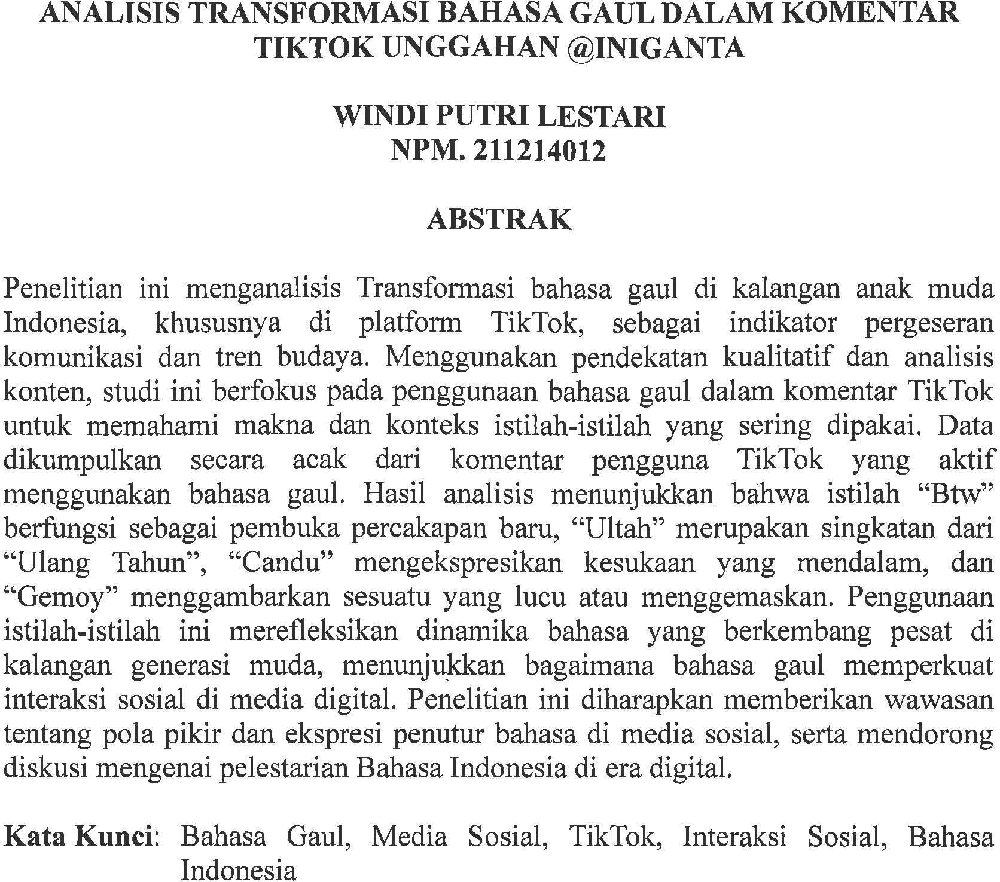 ANALISIS TRANSFORMASI BAHASA GAUL DALAM KOMENTAR
TIKTOK UNGGAHAN @INIGANTA
WINDI PUTRI LESTARI
NPM. 211214012
ABSTRAK
Penelitian ini menganalisis Transformasi bahasa gaul di kalangan anak muda
Indonesia, khususnya di platform TikTok, sebagai indikator pergeseran
komunikasi dan tren budaya. Menggunakan pendekatan kualitatif dan analisis
konten, studi ini berfokus pada penggunaan bahasa gaul dalam komentar TikTok
untuk memahami makna dan konteks istilah-istilah yang sering dipakai. Data
dikumpulkan secara acak dari komentar pengguna TikTok yang aktif
menggunakan bahasa gaul. Hasil analisis menunjukkan bahwa istilah “Btw”
berfungsi sebagai pembuka percakapan baru, “Ultah” merupakan singkatan dari
“Ulang Tahun”, “Candu” mengekspresikan kesukaan yang mendalam, dan
“Gemoy” menggambarkan sesuatu yang lucu atau menggemaskan. Penggunaan
istilah-istilah ini merefleksikan dinamika bahasa yang berkembang pesat di
kalangan generasi muda, menunjukkan bagaimana bahasa gaul memperkuat
interaksi sosial di media digital. Penelitian ini diharapkan memberikan wawasan
tentang pola pikir dan ekspresi penutur bahasa di media sosial, serta mendorong
diskusi mengenai pelestarian Bahasa Indonesia di era digital.
Kata Kunci: Bahasa Gaul, Media Sosial, TikTok, Interaksi Sosial, Bahasa
Indonesia